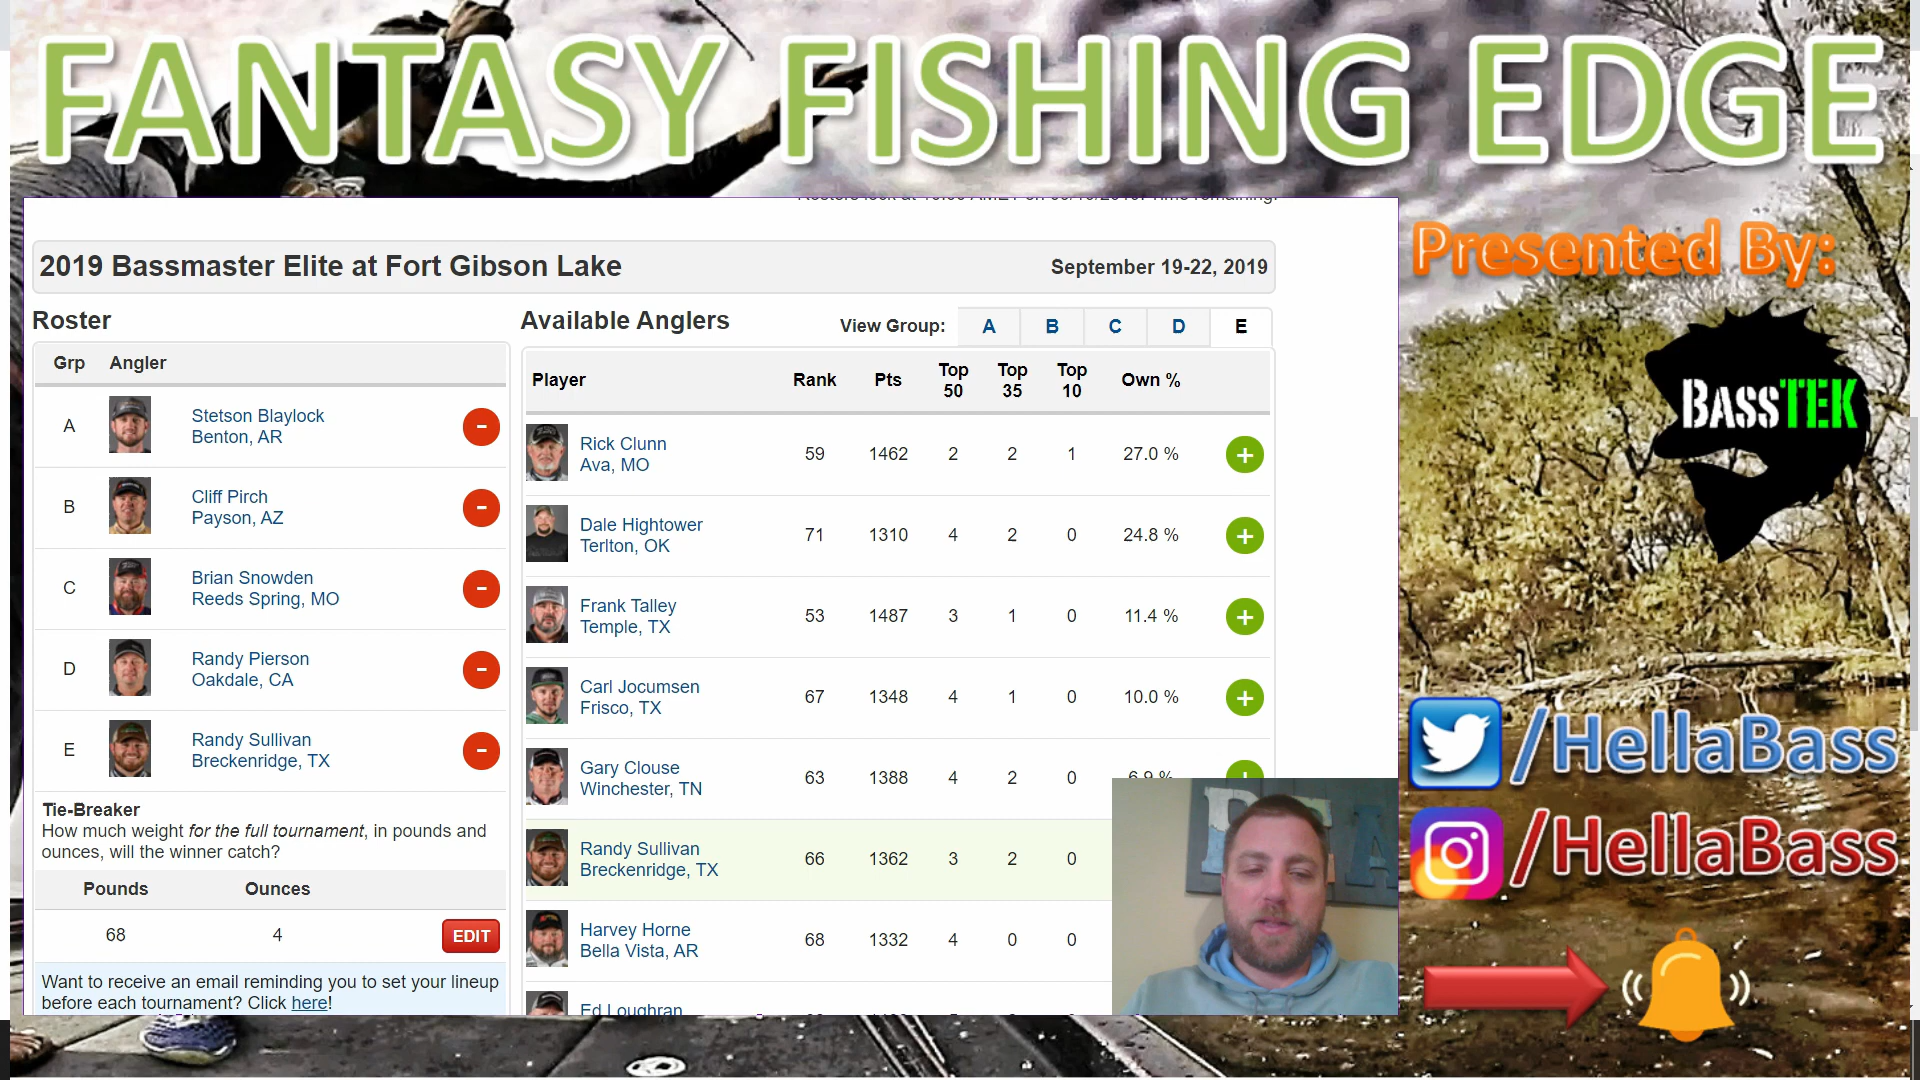 FANTASY FISHING EDGE
2019 Bassmaster Elite at Fort Gibson Lake
September 19-22, 2019
Roster
Grp Angler
A Stetson Blaylock
Benton, AR
B Cliff Pirch
Payson, AZ
C Brian Snowden
Reeds Spring, MO
D Randy Pierson
Oakdale, CA
E Randy Sullivan
Breckenridge, TX
Tie-Breaker
How much weight for the full tournament, in pounds and
ounces, will the winner catch?
Pounds Ounces
68 4 EDIT
Want to receive an email reminding you to set your lineup
before each tournament? Click here!
Available Anglers
View Group: A B C D E
Player Rank Pts Top 50 Top 35 Top 10 Own %
Rick Clunn 59 1462 2 2 1 27.0 %
Ava, MO
Dale Hightower 71 1310 4 2 0 24.8 %
Terlton, OK
Frank Talley 53 1487 3 1 0 11.4 %
Temple, TX
Carl Jocumsen 67 1348 4 1 0 10.0 %
Frisco, TX
Gary Clouse 63 1388 4 2 0 6.9 %
Winchester, TN
Randy Sullivan 66 1362 3 2 0
Breckenridge, TX
Harvey Horne 68 1332 4 0 0
Bella Vista, AR
Ed Loughran
Presented By:
BASSTEK
/HellaBass
/HellaBass